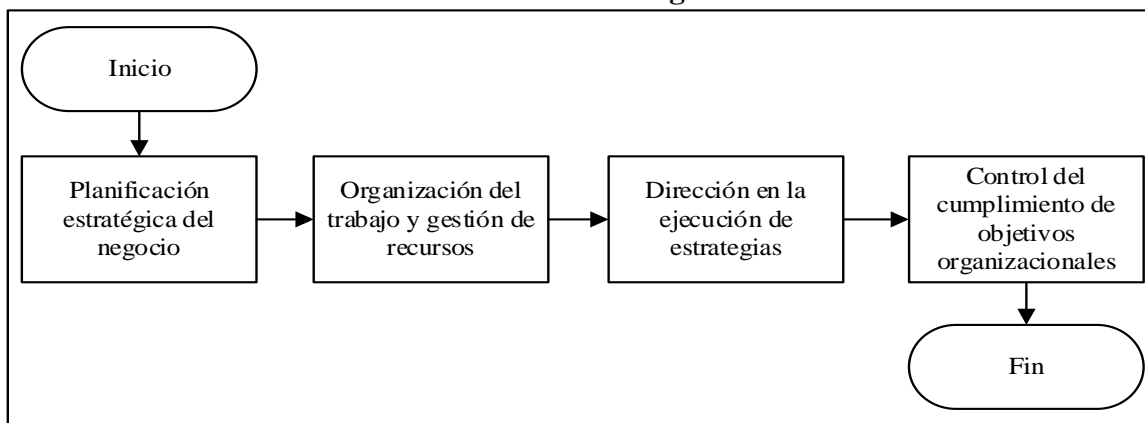 Inicio
Planificación
estratégica del
negocio
Organización del
trabajo y gestión de
recursos
Dirección en la
ejecución de
estrategias
Control del
cumplimiento de
objetivos
organizacionales
Fin